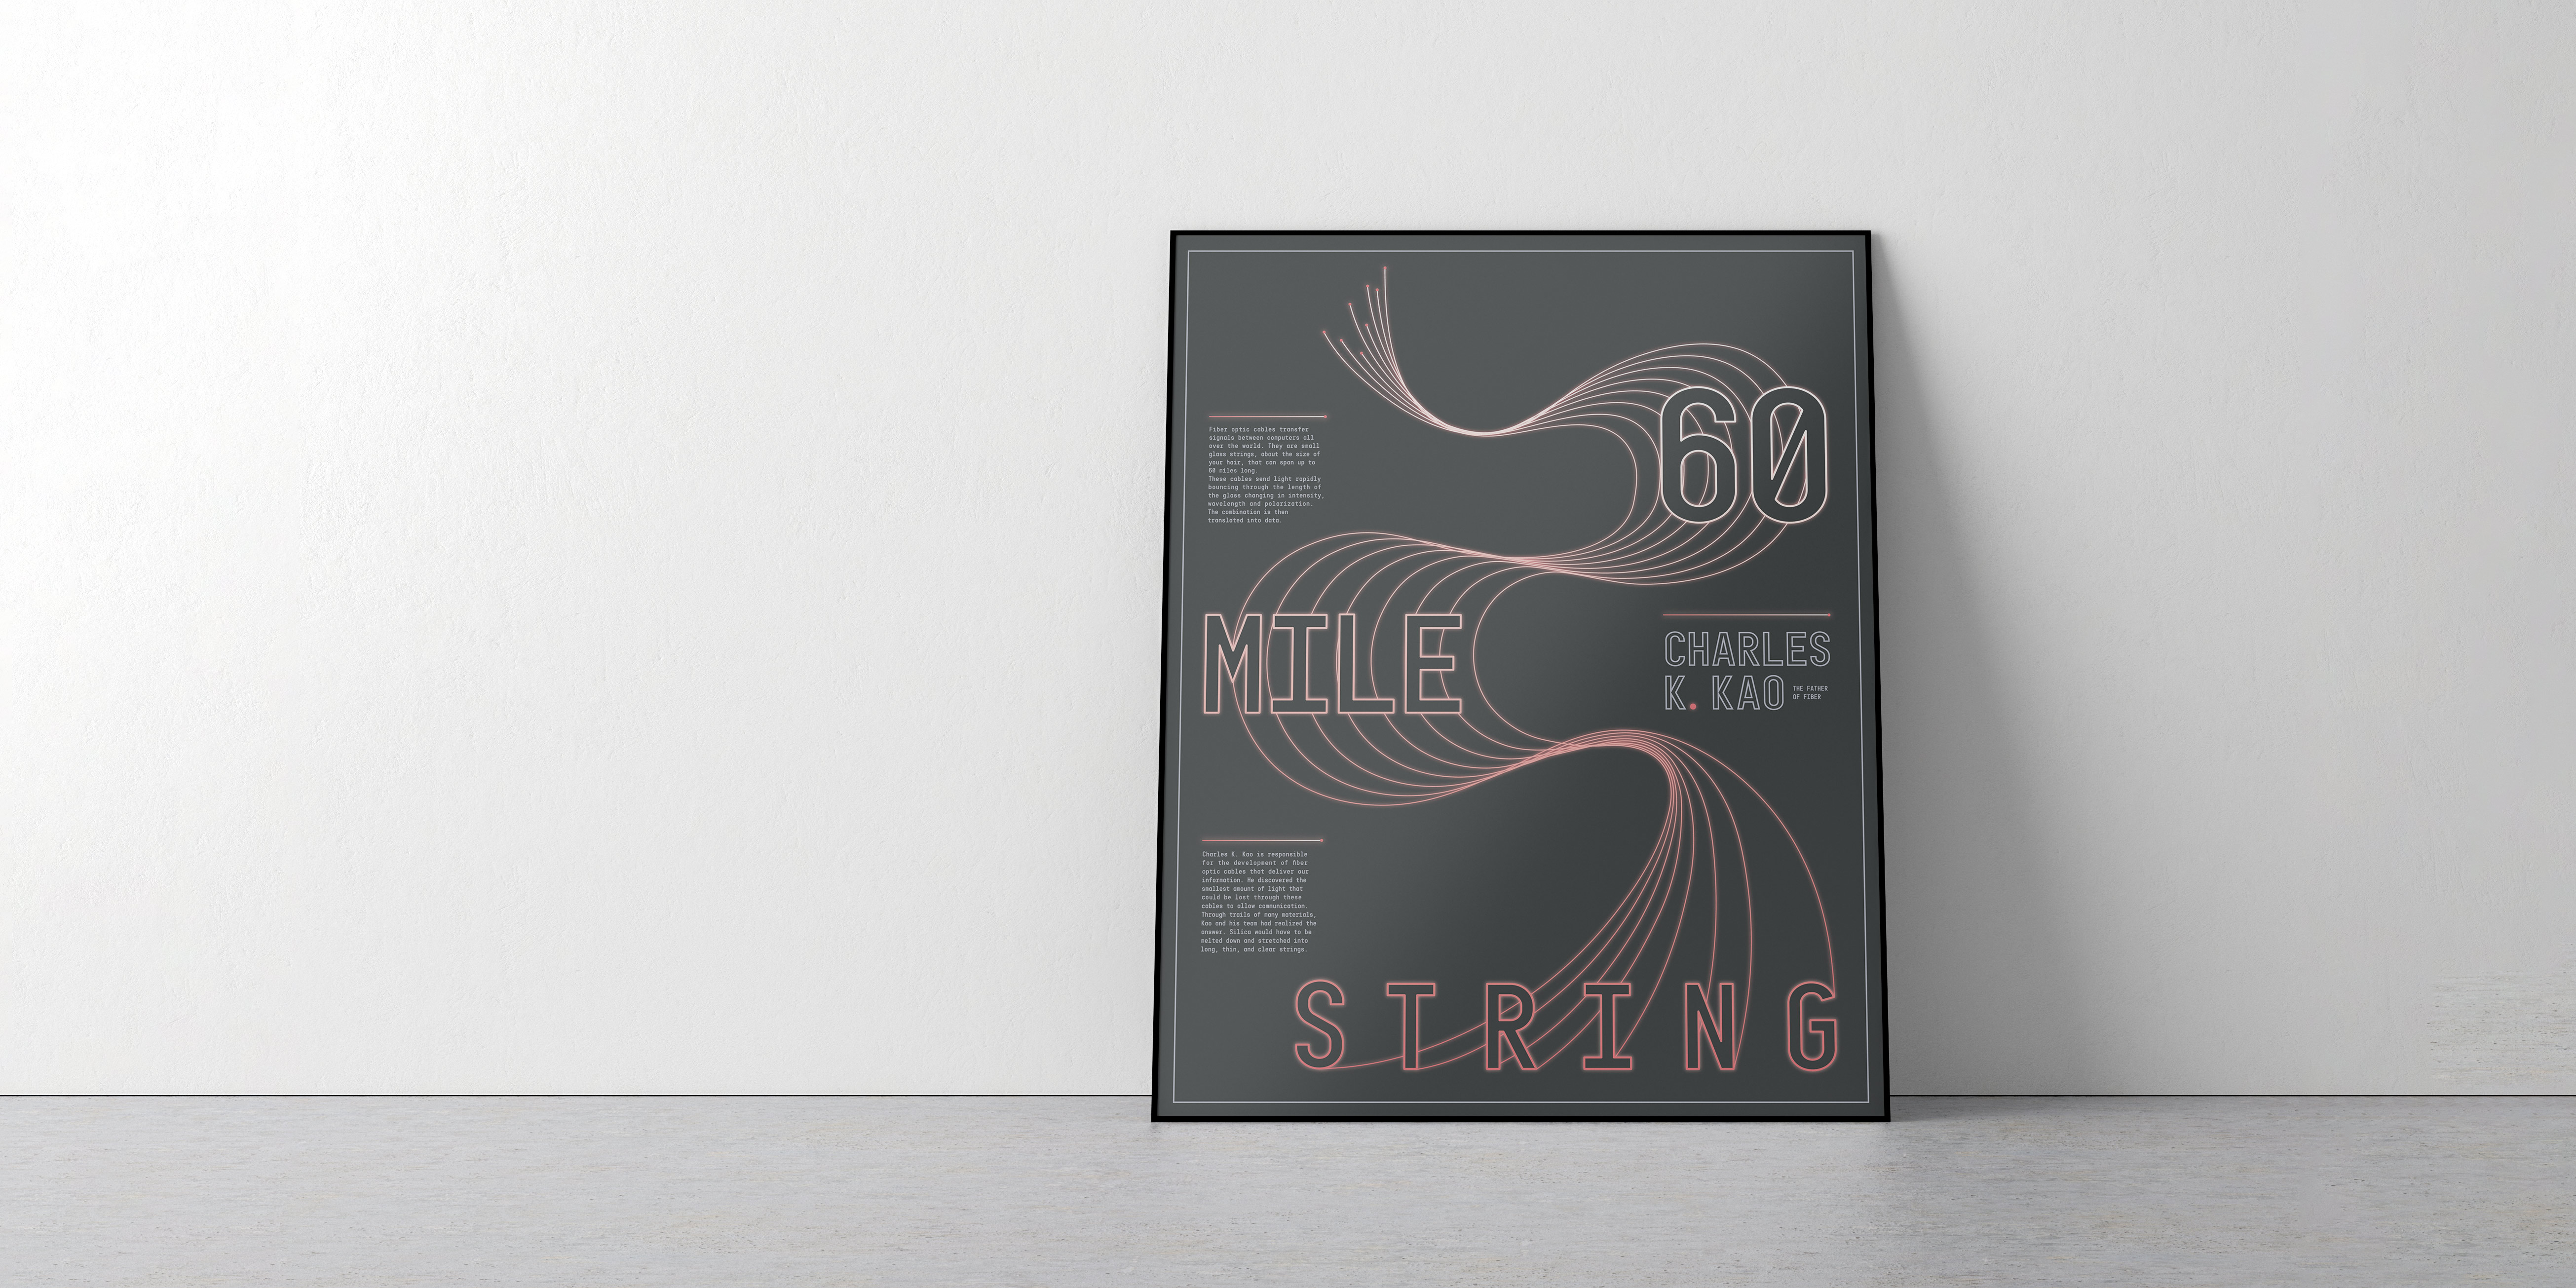 60
Fiber optic cables transfer
signals between computers all
over the world. They are small
glass strings, about the size of
your hair, that can span up to
60 miles long.
These cables send light rapidly
bouncing through the length of
the glass changing in intensity,
wavelength and polarization.
The combination is then
translated into data.
MILE
CHARLES
K. KAO
THE FATHER
OF FIBER
Charles K. Kao is responsible
for the development of fiber
optic cables that deliver our
information. He discovered the
smallest amount of light that
could be lost through these
cables to allow communication.
Through trails of many materials,
Kao and his team had realized the
answer. Silica would have to be
melted down and stretched into
long, thin, and clear strings.
STRING